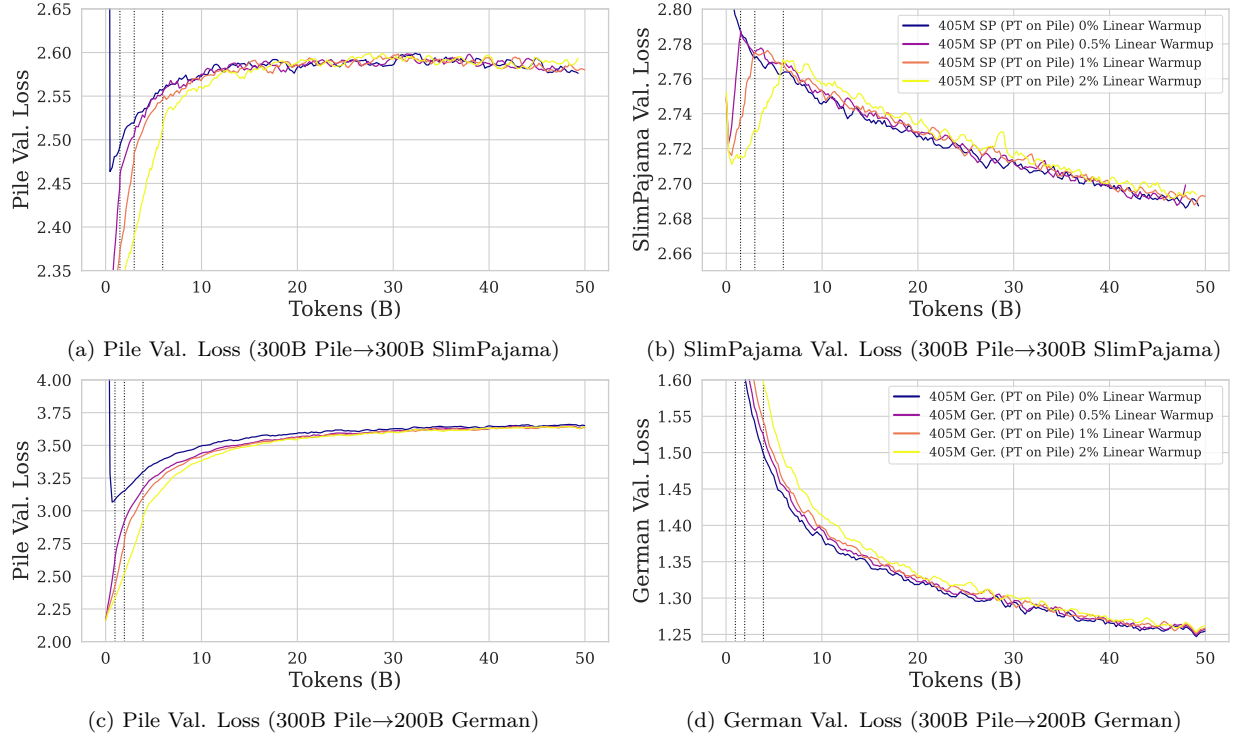 2.65
2.60
2.55
2.50
2.45
2.40
2.35
Pile Val. Loss
0 10 20 30 40 50
Tokens (B)
(a) Pile Val. Loss (300B Pile→300B SlimPajama)
2.80
2.78
2.76
2.74
2.72
2.70
2.68
2.66
SlimPajama Val. Loss
405M SP (PT on Pile) 0% Linear Warmup
405M SP (PT on Pile) 0.5% Linear Warmup
405M SP (PT on Pile) 1% Linear Warmup
405M SP (PT on Pile) 2% Linear Warmup
0 10 20 30 40 50
Tokens (B)
(b) SlimPajama Val. Loss (300B Pile→300B SlimPajama)
4.00
3.75
3.50
3.25
3.00
2.75
2.50
2.25
2.00
Pile Val. Loss
0 10 20 30 40 50
Tokens (B)
(c) Pile Val. Loss (300B Pile→200B German)
1.60
1.55
1.50
1.45
1.40
1.35
1.30
1.25
German Val. Loss
405M Ger. (PT on Pile) 0% Linear Warmup
405M Ger. (PT on Pile) 0.5% Linear Warmup
405M Ger. (PT on Pile) 1% Linear Warmup
405M Ger. (PT on Pile) 2% Linear Warmup
0 10 20 30 40 50
Tokens (B)
(d) German Val. Loss (300B Pile→200B German)